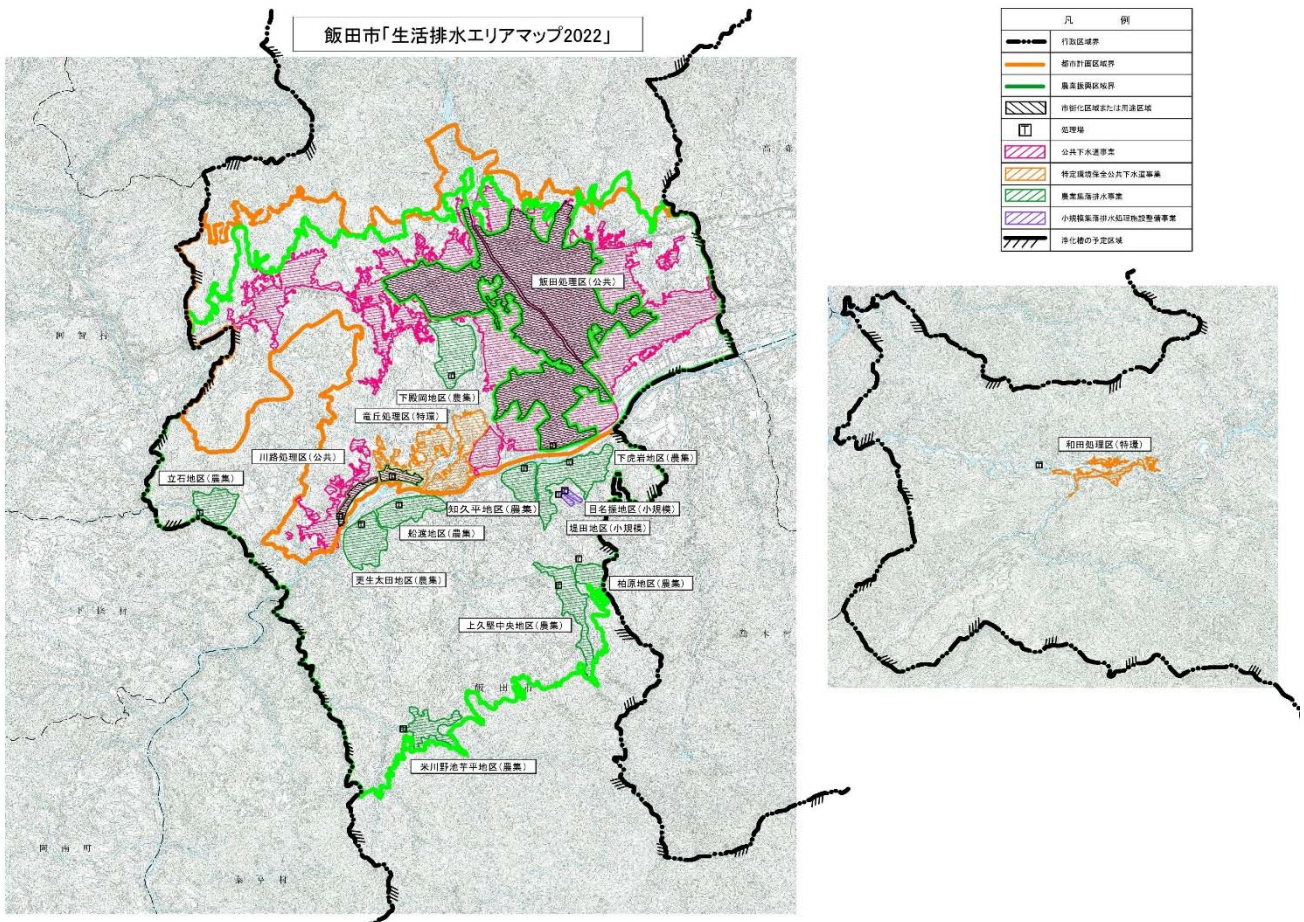 飯田市「生活排水エリアマップ2022」
凡 例
行政区域界
都市計画区域界
農業振興区域界
市街化区域または用途区域
処理場
公共下水道事業
特定環境保全公共下水道事業
農業集落排水事業
小規模集落排水処理施設整備事業
浄化槽の予定区域
飯田処理区(公共)
阿智村
下殿岡地区(農集)
竜丘処理区(特環)
川路処理区(公共)
下虎岩地区(農集)
立石地区(農集)
知久平地区(農集)
目名振地区(小規模)
船渡地区(農集)
堤田地区(小規模)
更生太田地区(農集)
柏原地区(農集)
下條村
上久堅中央地区(農集)
喬木村
飯田市
米川野池芋平地区(農集)
阿南町
泰阜村
和田処理区(特環)